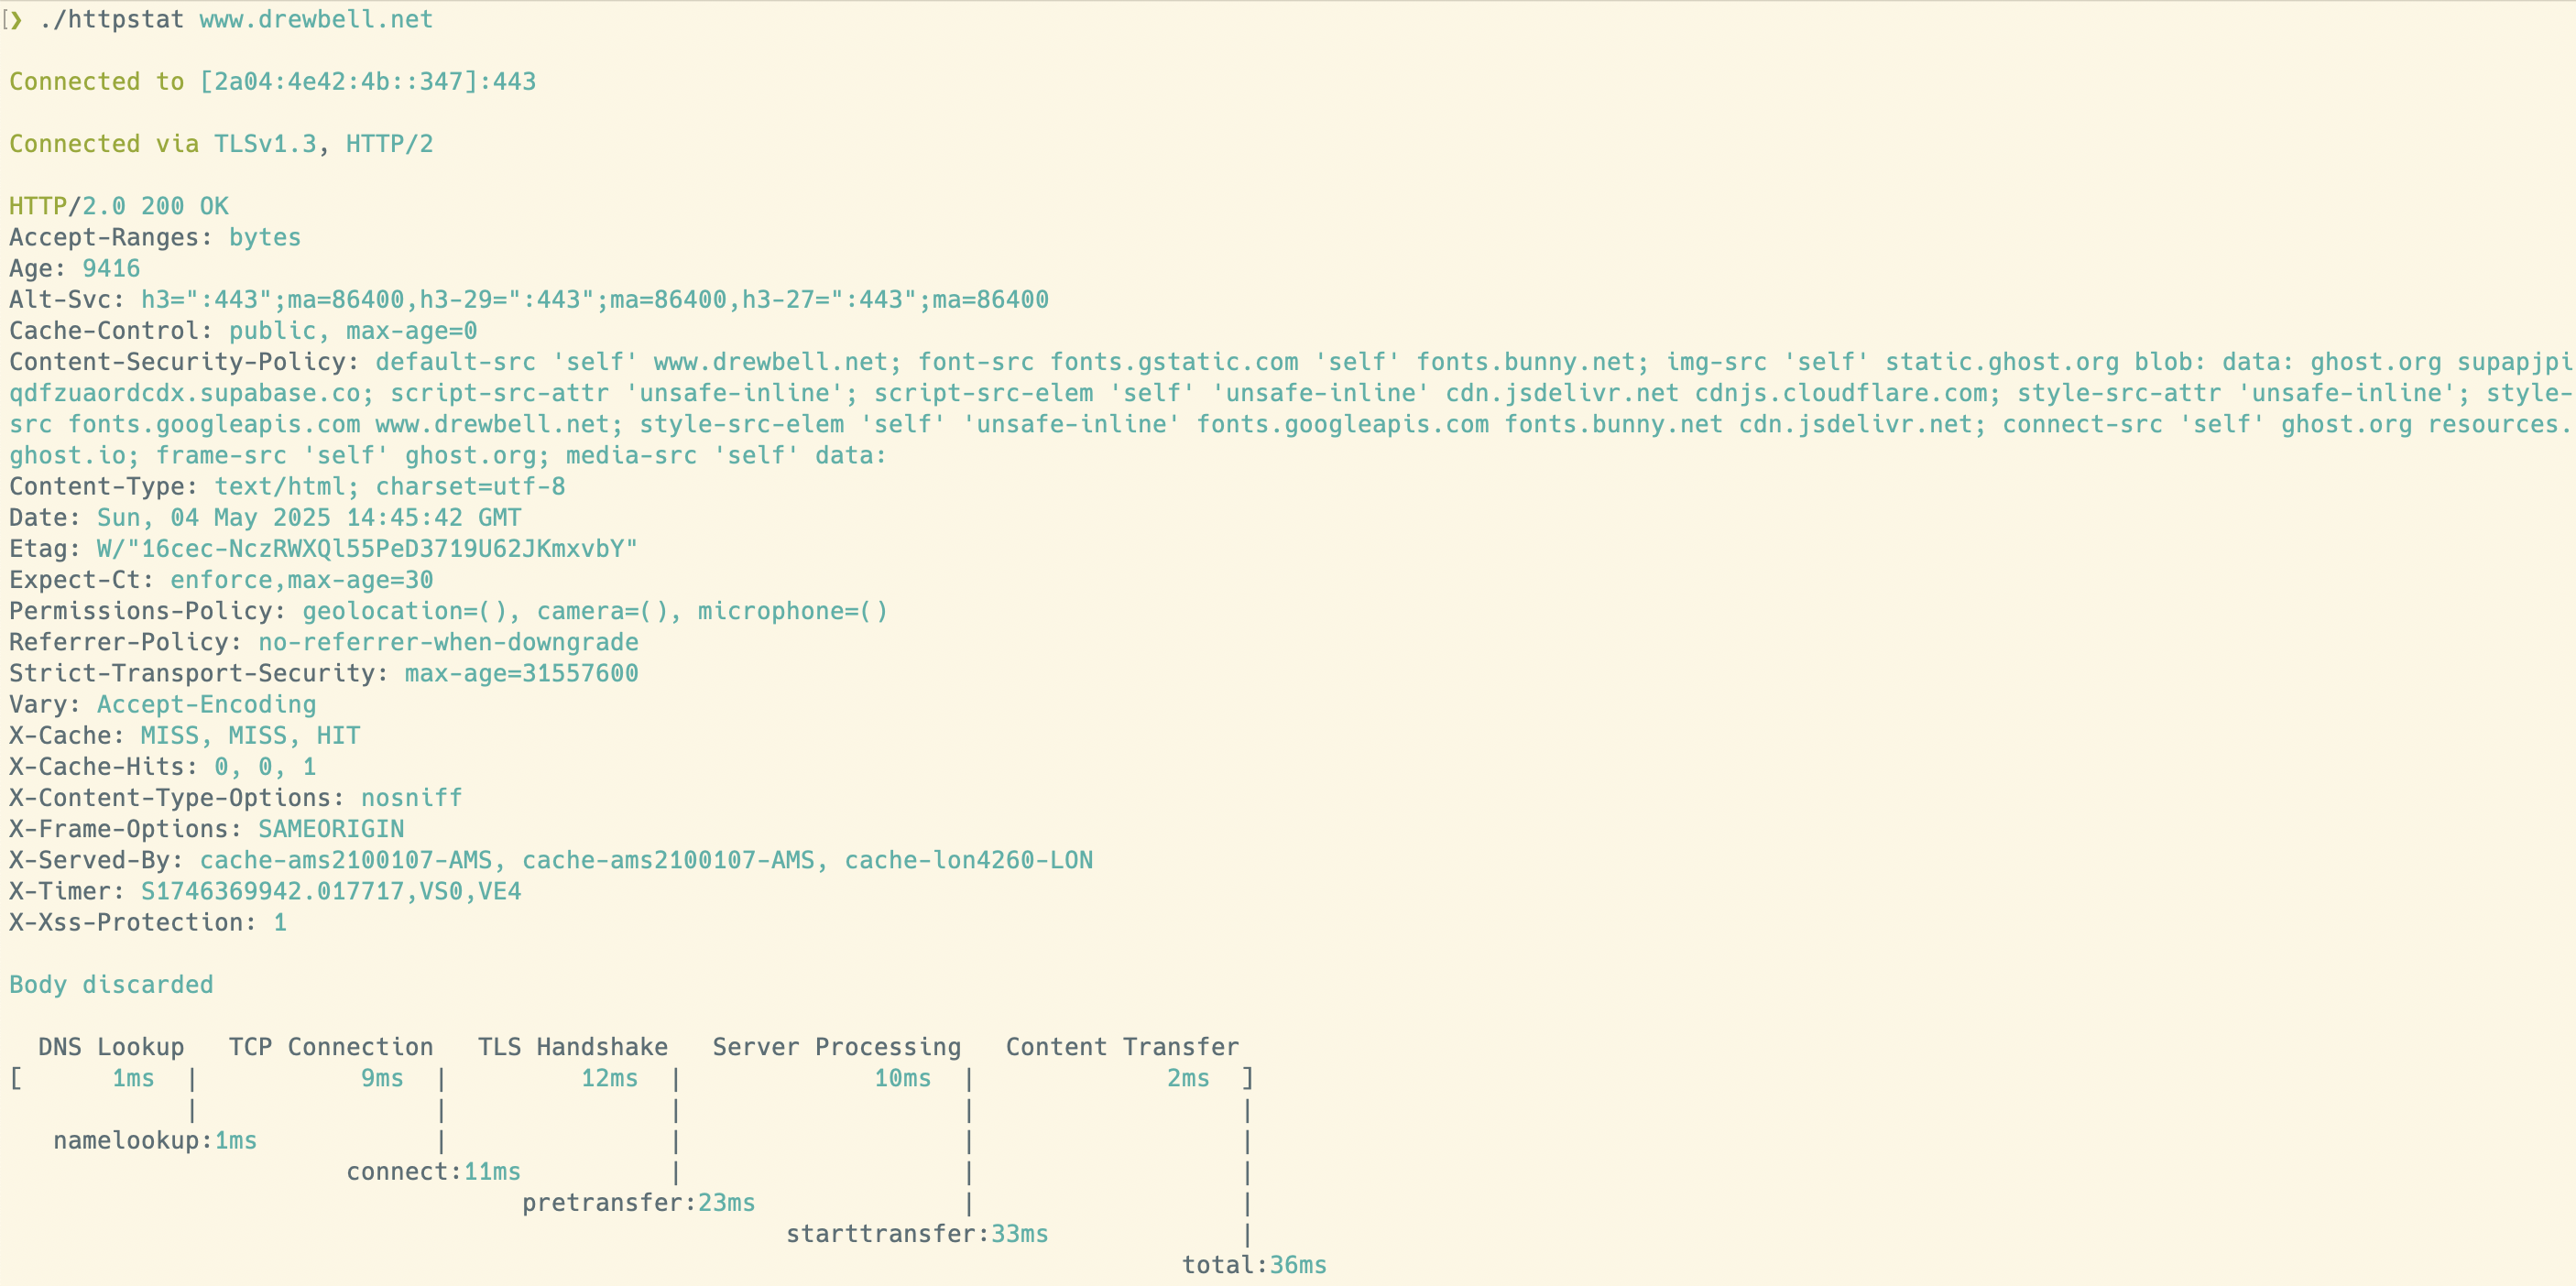 [❯ ./httpstat www.drewbell.net
Connected to [2a04:4e42:4b::347]:443
Connected via TLSv1.3, HTTP/2
HTTP/2.0 200 OK
Accept-Ranges: bytes
Age: 9416
Alt-Svc: h3=":443";ma=86400,h3-29=":443";ma=86400,h3-27=":443";ma=86400
Cache-Control: public, max-age=0
Content-Security-Policy: default-src 'self' www.drewbell.net; font-src fonts.gstatic.com 'self' fonts.bunny.net; img-src 'self' static.ghost.org blob: data: ghost.org supapjpi
qdfzuaordcdx.supabase.co; script-src-attr 'unsafe-inline'; script-src-elem 'self' 'unsafe-inline' cdn.jsdelivr.net cdnjs.cloudflare.com; style-src-attr 'unsafe-inline'; style-
src fonts.googleapis.com www.drewbell.net; style-src-elem 'self' 'unsafe-inline' fonts.googleapis.com fonts.bunny.net cdn.jsdelivr.net; connect-src 'self' ghost.org resources.
ghost.io; frame-src 'self' ghost.org; media-src 'self' data:
Content-Type: text/html; charset=utf-8
Date: Sun, 04 May 2025 14:45:42 GMT
Etag: W/"16cec-NczRWXQl55PeD3719U62JKmxvbY"
Expect-Ct: enforce,max-age=30
Permissions-Policy: geolocation=(), camera=(), microphone=()
Referrer-Policy: no-referrer-when-downgrade
Strict-Transport-Security: max-age=31557600
Vary: Accept-Encoding
X-Cache: MISS, MISS, HIT
X-Cache-Hits: 0, 0, 1
X-Content-Type-Options: nosniff
X-Frame-Options: SAMEORIGIN
X-Served-By: cache-ams2100107-AMS, cache-ams2100107-AMS, cache-lon4260-LON
X-Timer: S1746369942.017717,VS0,VE4
X-Xss-Protection: 1
Body discarded
DNS Lookup TCP Connection TLS Handshake Server Processing Content Transfer
[ 1ms | 9ms | 12ms | 10ms | 2ms ]
| | | | |
namelookup:1ms | | | |
connect:11ms | | |
pretransfer:23ms | |
starttransfer:33ms |
total:36ms